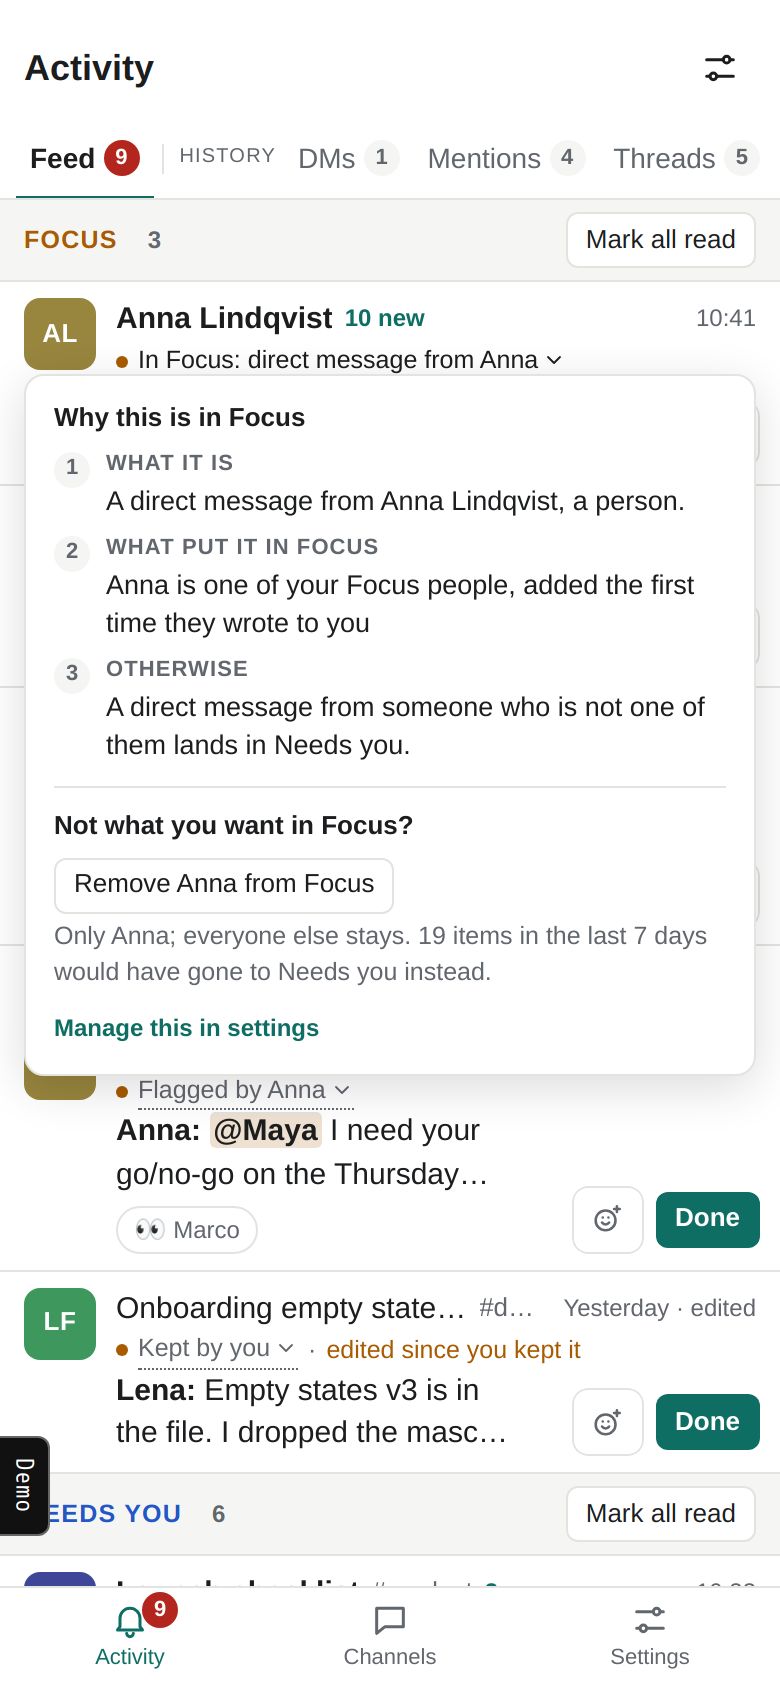 Activity
Feed 9 HISTORY DMs 1 Mentions 4 Threads 5
FOCUS 3 Mark all read
AL Anna Lindqvist 10 new 10:41
In Focus: direct message from Anna
Why this is in Focus
1 WHAT IT IS
A direct message from Anna Lindqvist, a person.
2 WHAT PUT IT IN FOCUS
Anna is one of your Focus people, added the first
time they wrote to you
3 OTHERWISE
A direct message from someone who is not one of
them lands in Needs you.
Not what you want in Focus?
Remove Anna from Focus
Only Anna; everyone else stays. 19 items in the last 7 days
would have gone to Needs you instead.
Manage this in settings
Flagged by Anna
Anna: @Maya I need your
go/no-go on the Thursday…
👀 Marco Done
LF Onboarding empty state… #d… Yesterday · edited
Kept by you · edited since you kept it
Lena: Empty states v3 is in
the file. I dropped the masc… Done
Demo
EEDS YOU 6 Mark all read
9
Activity Channels Settings